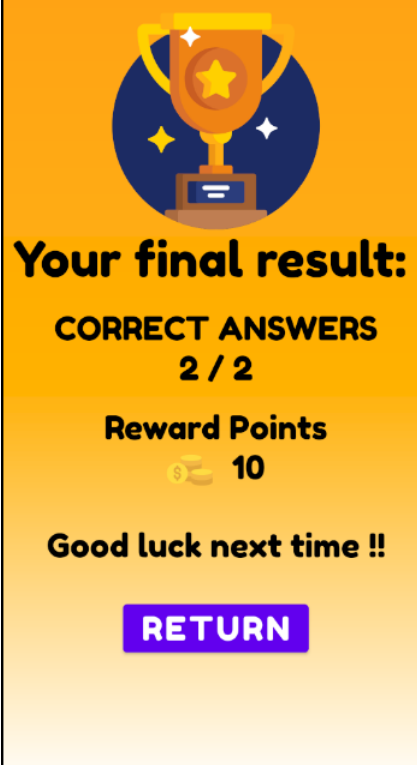 Your final result:
CORRECT ANSWERS
2 / 2
Reward Points
$ 10
Good luck next time !!
RETURN